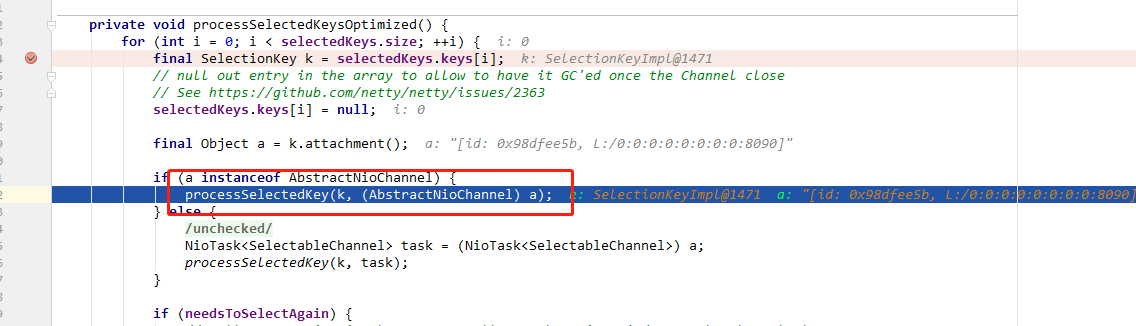 private void processSelectedKeysOptimized() {
for (int i = 0; i < selectedKeys.size; ++i) { i: 0
final SelectionKey k = selectedKeys.keys[i]; k: SelectionKeyImpl@1471
// null out entry in the array to allow to have it GC'ed once the Channel close
// See https://github.com/netty/netty/issues/2363
selectedKeys.keys[i] = null; i: 0
final Object a = k.attachment(); a: "[id: 0x98dfee5b, L:/0:0:0:0:0:0:0:0:8090]"
if (a instanceof AbstractNioChannel) {
processSelectedKey(k, (AbstractNioChannel) a); k: SelectionKeyImpl@1471 a: "[id: 0x98dfee5b, L:/0:0:0:0:0:0:0:0:8090]
} else {
/unchecked/
NioTask<SelectableChannel> task = (NioTask<SelectableChannel>) a;
processSelectedKey(k, task);
}
if (needsToSelectAgain) {